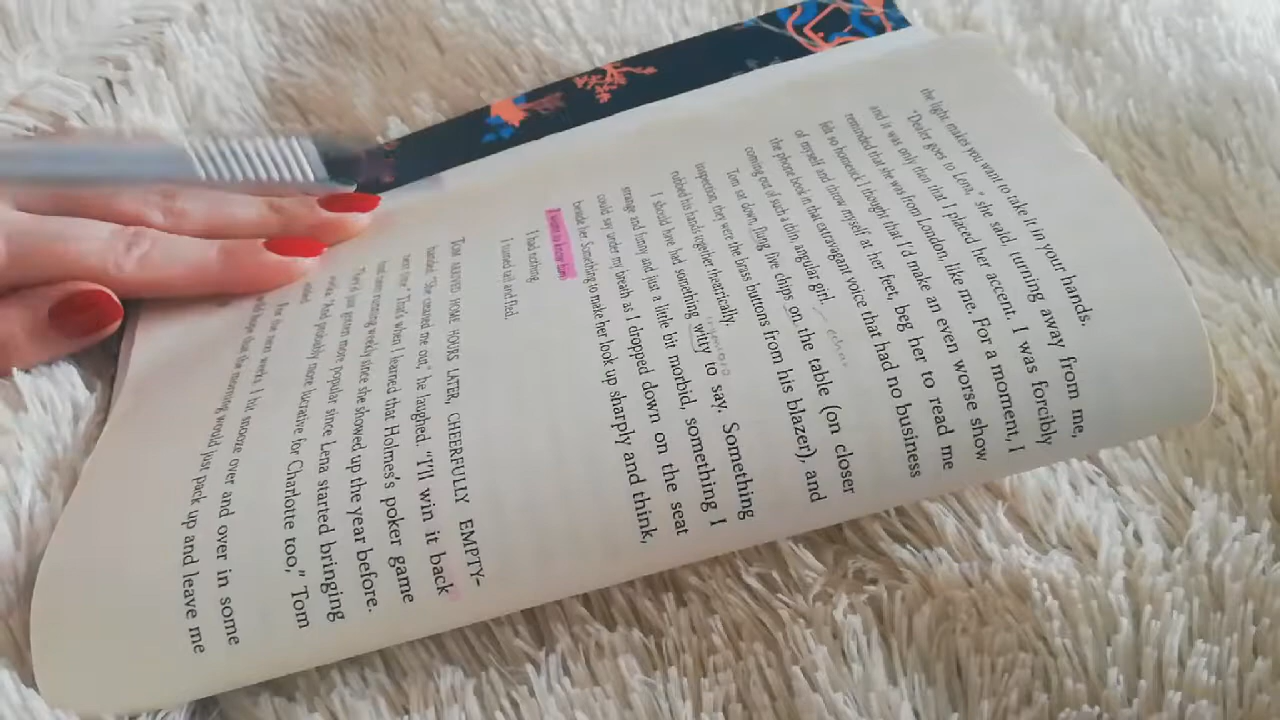 the light makes you want to take it in your hands.
"Dealer goes to Lena," she said, turning away from me,
and it was only then that I placed her accent. I was forcibly
reminded that she was from London, like me. For a moment, I
felt so homesick I thought that I'd make an even worse show
of myself and throw myself at her feet, beg her to read me
the phone book in that extravagant voice that had no business
coming out of such a thin, angular girl.
Tom sat down, flung five chips on the table (on closer
inspection, they were the brass buttons from his blazer), and
rubbed his hands together theatrically.
I should have had something witty to say. Something
strange and funny and just a little bit morbid, something I
could say under my breath as I dropped down on the seat
beside her. Something to make her look up sharply and think,
I want to know him
I had nothing.
I turned tail and fled.
TOM ARRIVED HOME HOURS LATER, CHEERFULLY EMPTY-
handed. "She cleaned me out," he laughed. "I'll win it back
next time." That's when I learned that Holmes's poker game
had been running weekly since she showed up the year before.
They'd just grown more popular since Lena started bringing
vodka. "And probably more lucrative for Charlotte too," Tom
added.
For the next weeks, I hit snooze over and over in some
hope that the morning would just pack up and leave me